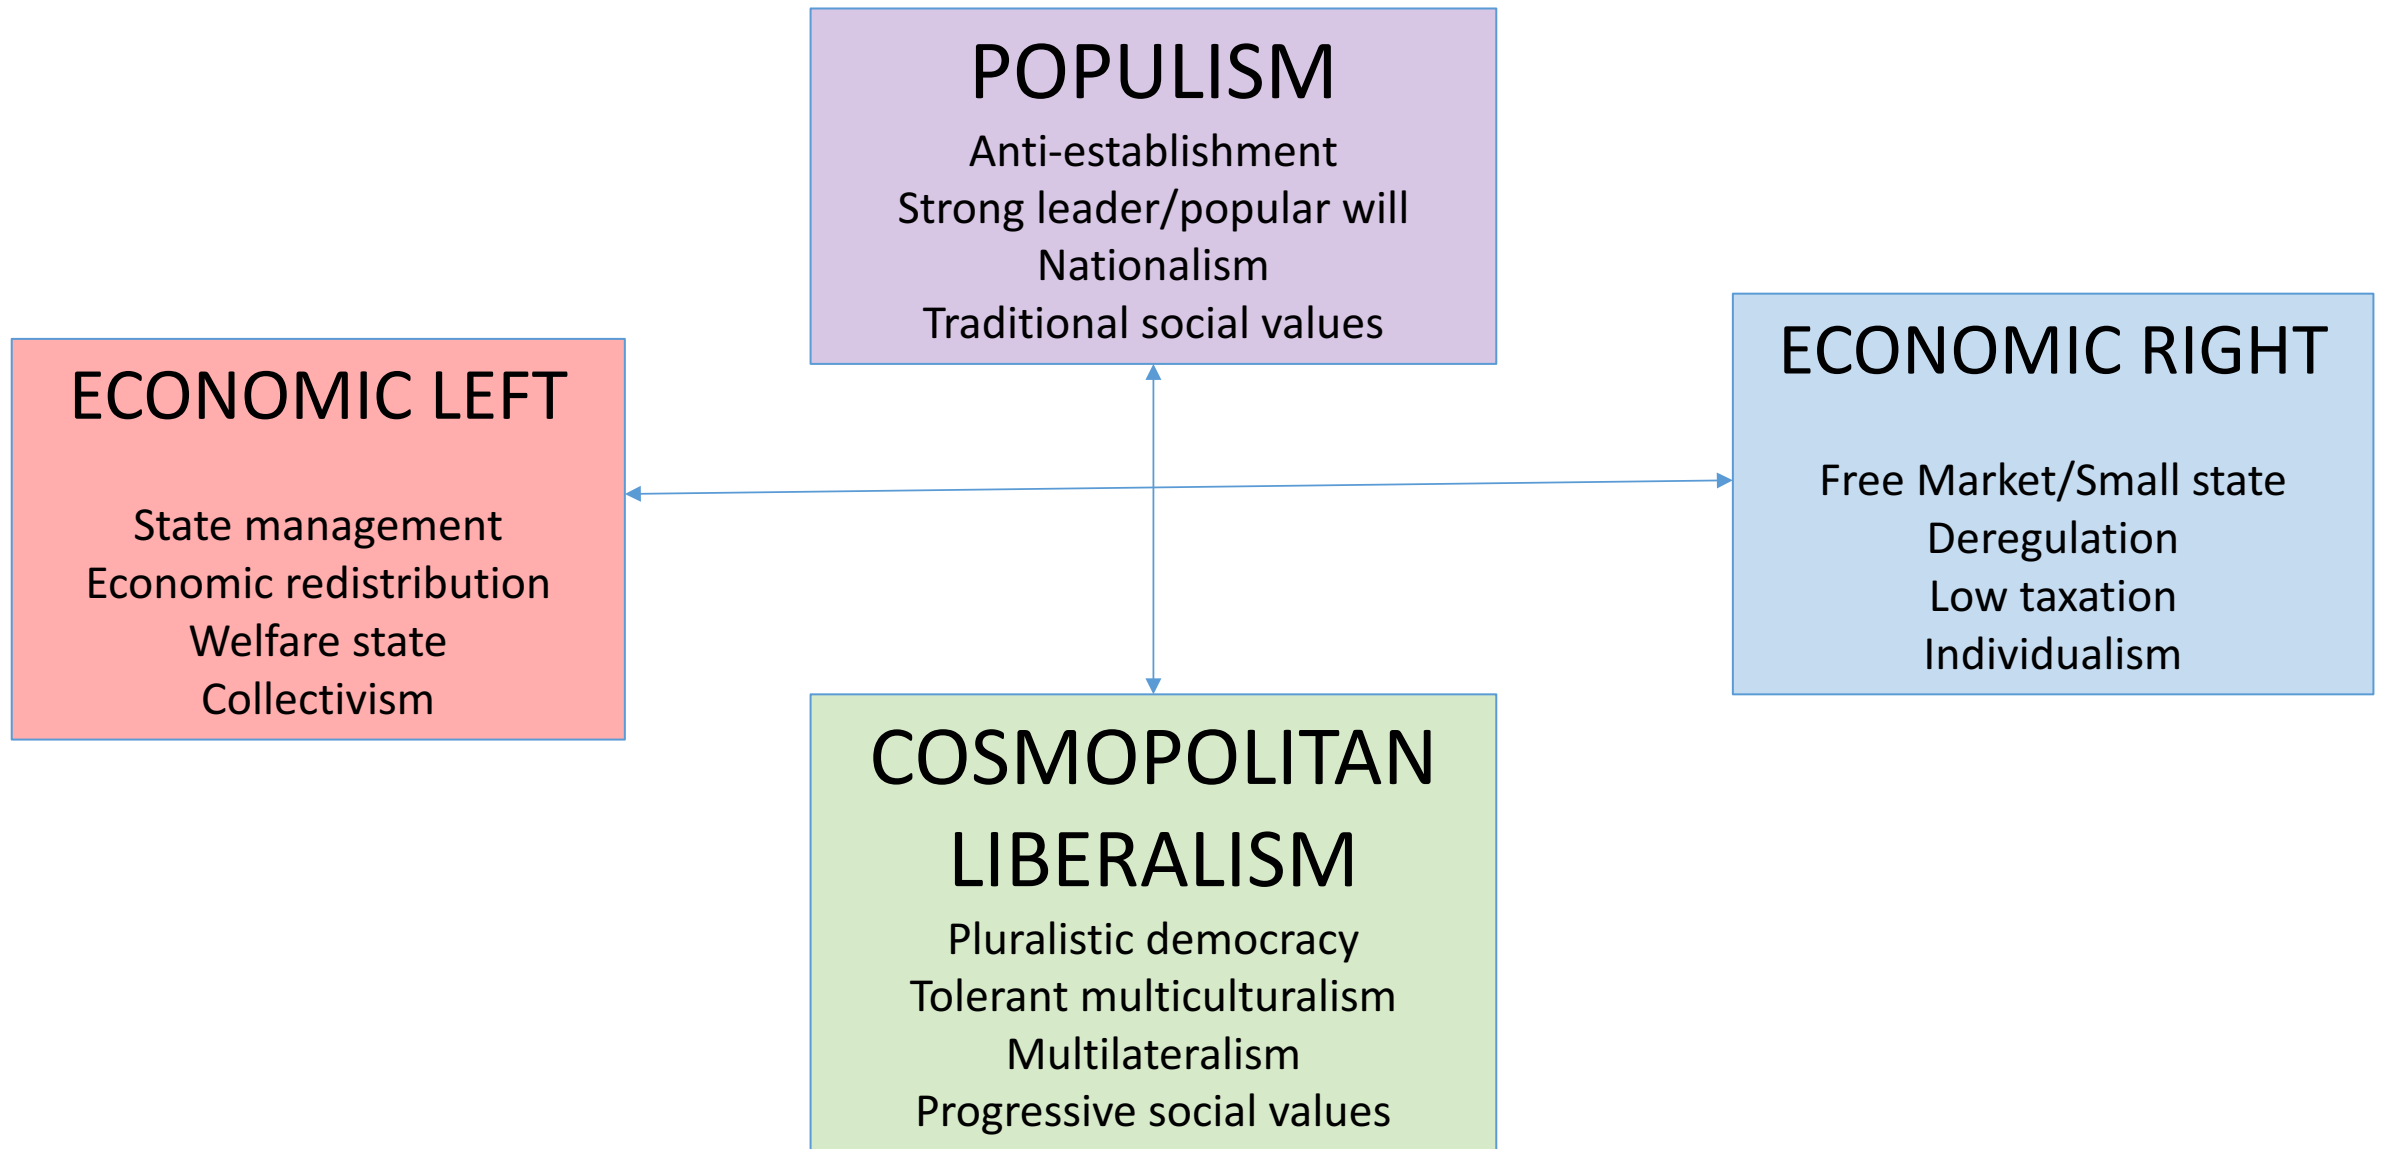 POPULISM
Anti-establishment
Strong leader/popular will
Nationalism
Traditional social values
ECONOMIC LEFT
State management
Economic redistribution
Welfare state
Collectivism
ECONOMIC RIGHT
Free Market/Small state
Deregulation
Low taxation
Individualism
COSMOPOLITAN
LIBERALISM
Pluralistic democracy
Tolerant multiculturalism
Multilateralism
Progressive social values